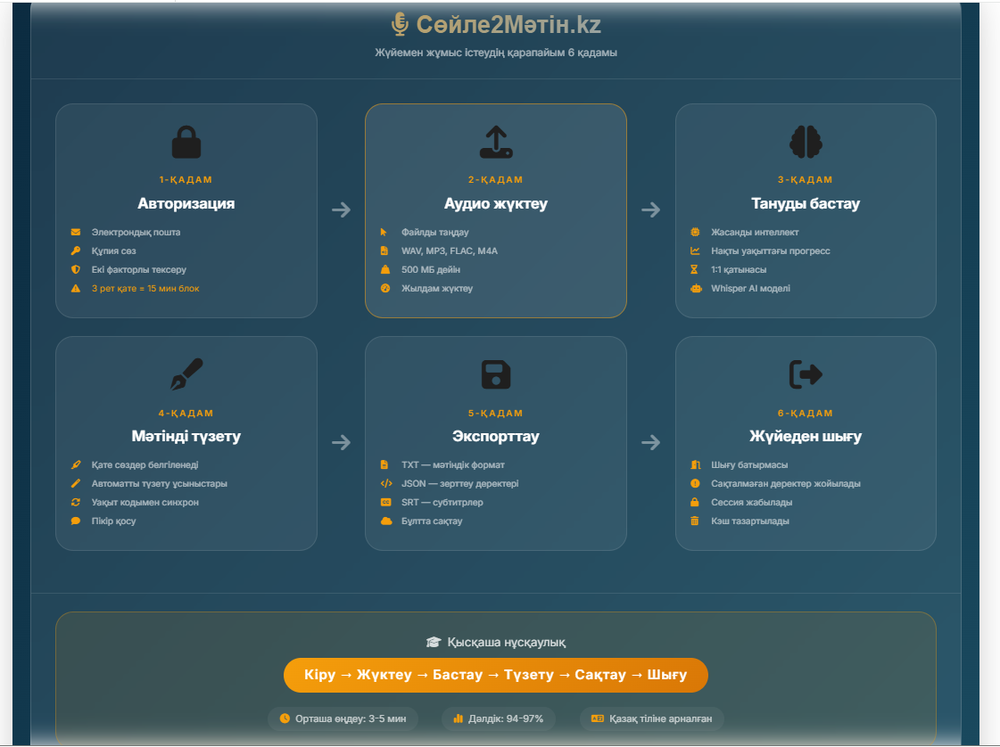 Сөйле2Мәтін.kz
Жүйемен жұмыс істеудің қарапайым 6 қадамы
1-ҚАДАМ
Авторизация
Электрондық пошта
Құпия сөз
Екі факторлы тексеру
3 рет қате = 15 мин блок
2-ҚАДАМ
Аудио жүктеу
Файлды таңдау
WAV, MP3, FLAC, M4A
500 МБ дейін
Жылдам жүктеу
3-ҚАДАМ
Тануды бастау
Жасанды интеллект
Нақты уақыттағы прогресс
1:1 қатынасы
Whisper AI моделі
4-ҚАДАМ
Мәтінді түзету
Қате сөздер белгіленеді
Автоматты түзету ұсыныстары
Уақыт кодымен синхрон
Пікір қосу
5-ҚАДАМ
Экспорттау
TXT — мәтіндік формат
JSON — зерттеу деректері
SRT — субтитрлер
Бұлтта сақтау
6-ҚАДАМ
Жүйеден шығу
Шығу батырмасы
Сақталмаған деректер жойылады
Сессия жабылады
Кэш тазартылады
Қысқаша нұсқаулық
Кіру → Жүктеу → Бастау → Түзету → Сақтау → Шығу
Орташа өңдеу: 3-5 мин
Дәлдік: 94-97%
Қазақ тіліне арналған